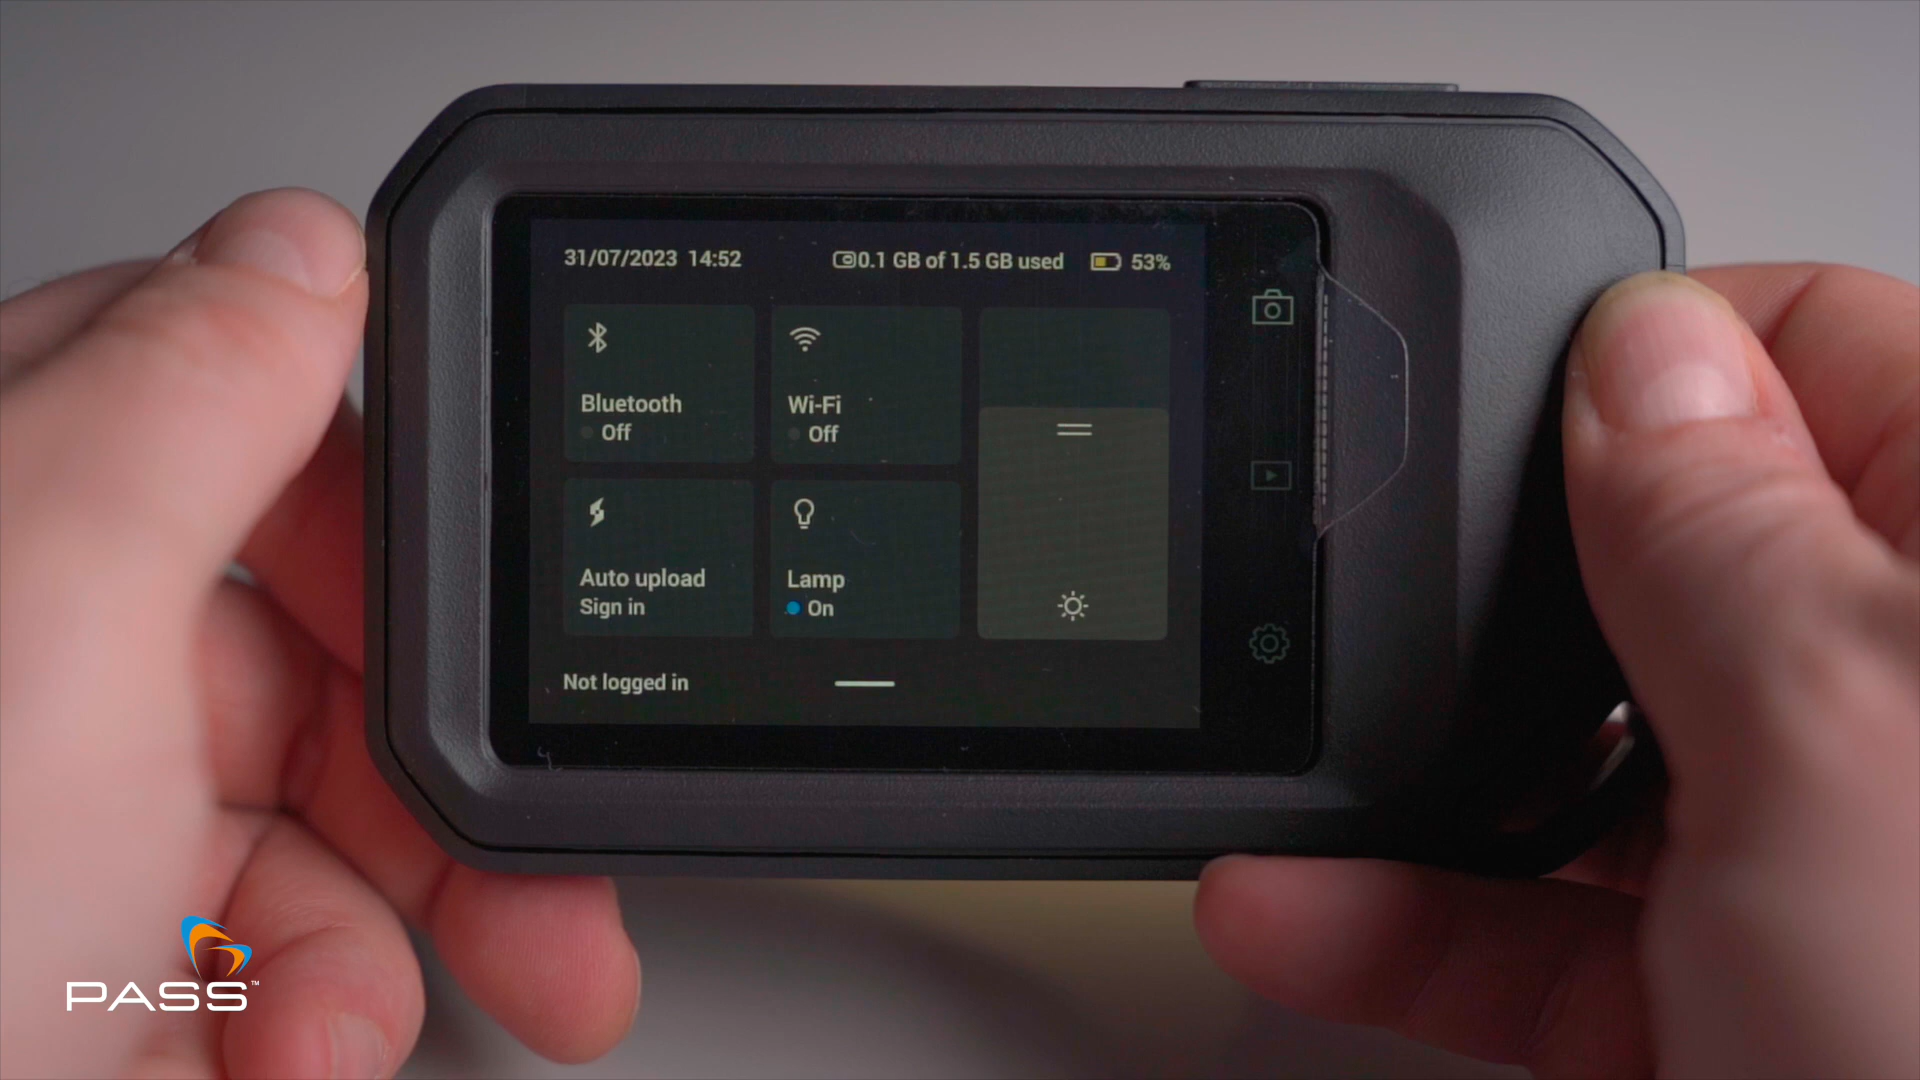 31/07/2023 14:52
0.1 GB of 1.5 GB used
53%
Bluetooth
Off
Wi-Fi
Off
Auto upload
Sign in
Lamp
On
Not logged in
PASS™